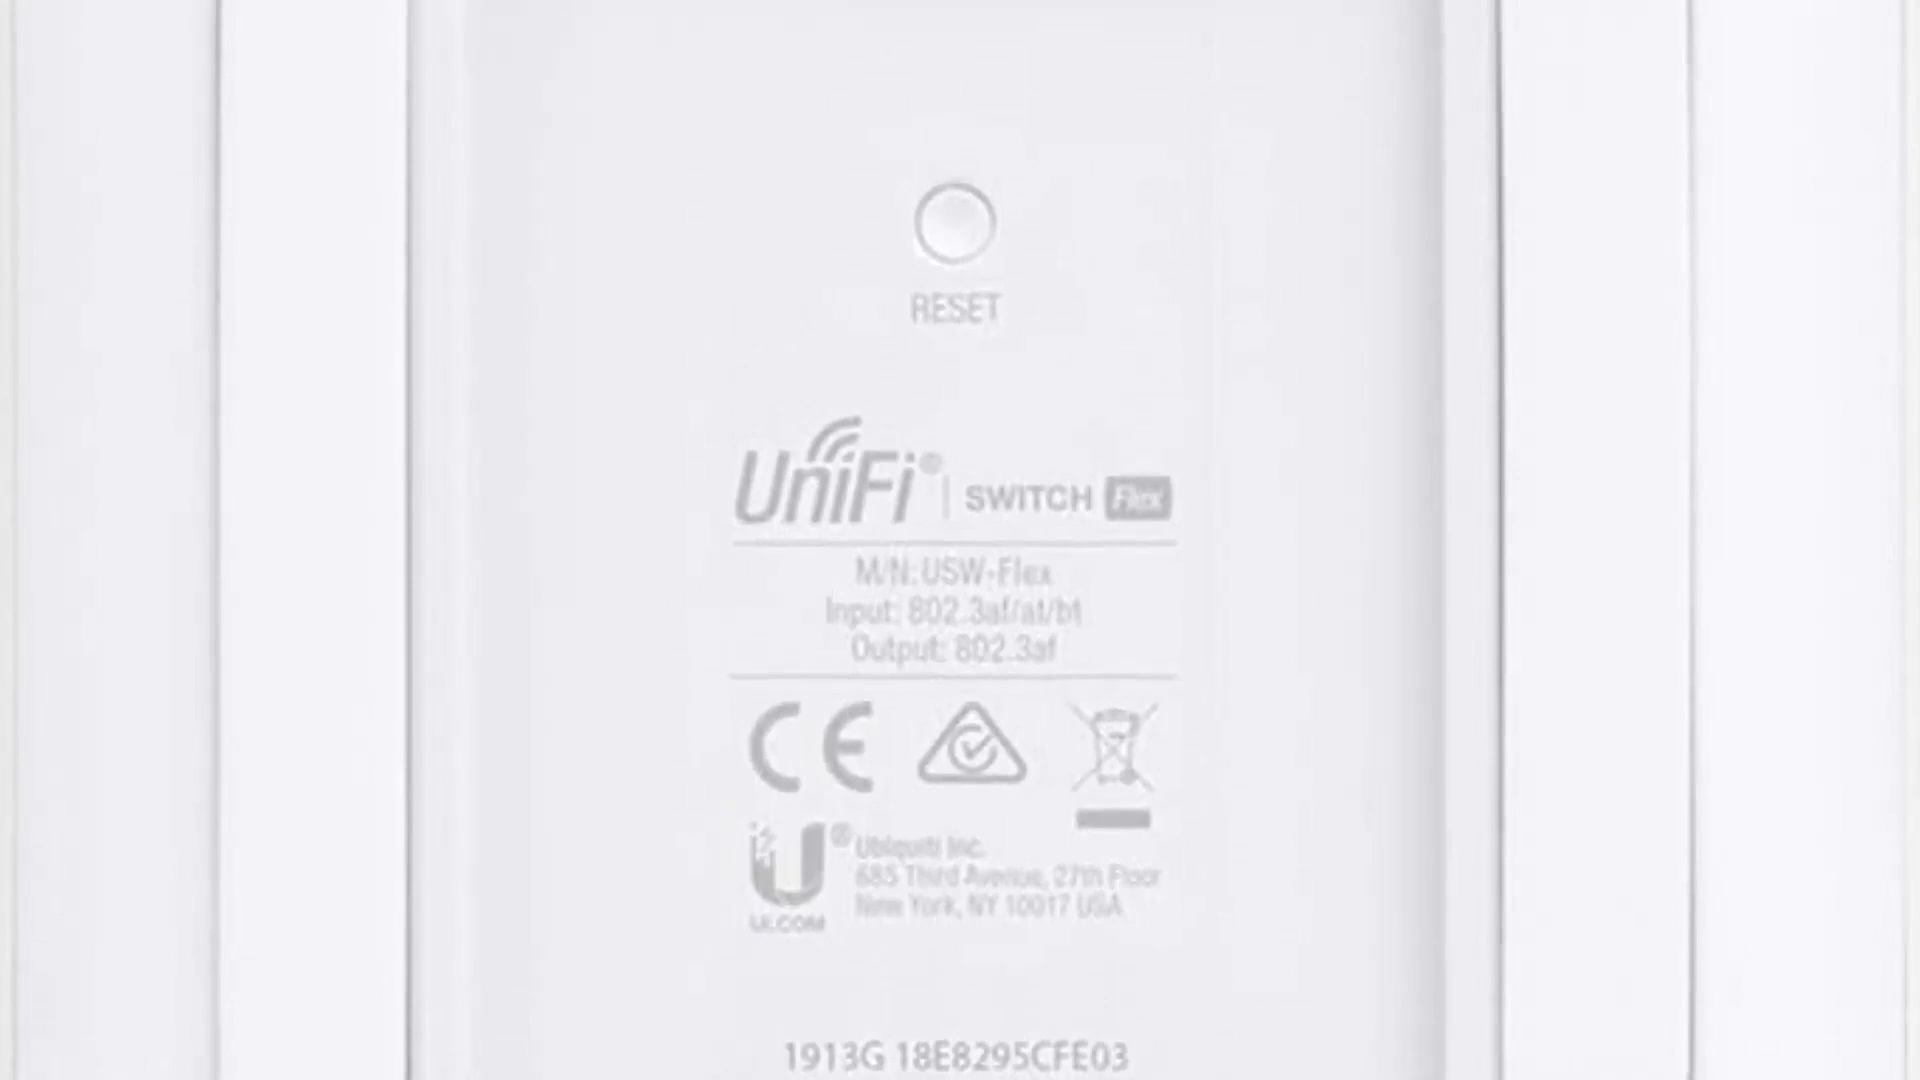 RESET
UniFi® | SWITCH Flex
M/N: USW-Flex
Input: 802.3af/at/bt
Output: 802.3af
CE
U® Ubiquiti Inc.
685 Third Avenue, 27th Floor
New York, NY 10017 USA
UI.COM
1913G 18E8295CFE03